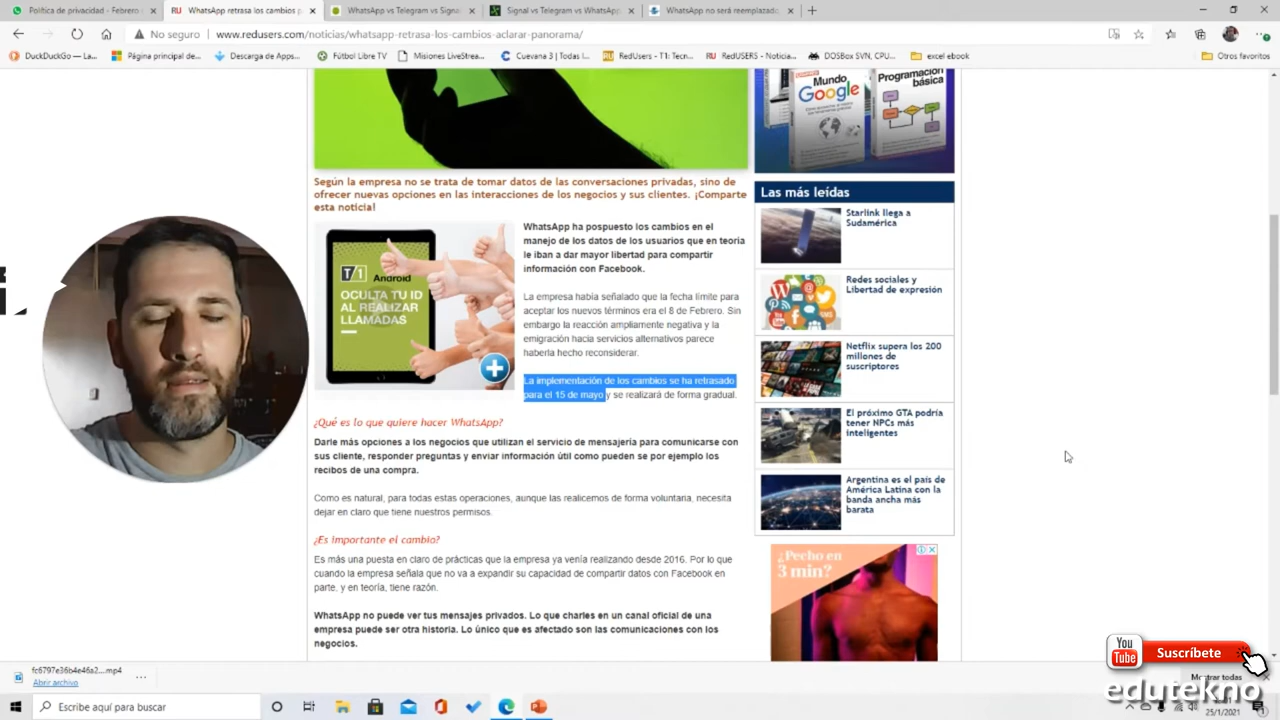 Política de privacidad - Febrero
WhatsApp retrasa los cambios p
WhatsApp vs Telegram vs Signal
Signal vs Telegram vs WhatsApp
WhatsApp no será reemplazado,
No seguro
www.redusers.com/noticias/whatsapp-retrasa-los-cambios-aclarar-panorama/
DuckDuckGo — La...
Página principal de...
Descarga de Apps...
Fútbol Libre TV
Misiones LiveStrea...
Cuevana 3 | Todas l...
RedUsers - T1: Tecn...
RedUSERS - Noticia...
DOSBox SVN, CPU...
excel ebook
Otros favoritos
Mundo
Google
Programación
básica
Según la empresa no se trata de tomar datos de las conversaciones privadas, sino de
ofrecer nuevas opciones en las interacciones de los negocios y sus clientes. ¡Comparte
esta noticia!
T/1 Android
OCULTA TU ID
AL REALIZAR
LLAMADAS
WhatsApp ha pospuesto los cambios en el
manejo de los datos de los usuarios que en teoría
le iban a dar mayor libertad para compartir
información con Facebook.
La empresa había señalado que la fecha límite para
aceptar los nuevos términos era el 8 de Febrero. Sin
embargo la reacción ampliamente negativa y la
emigración hacia servicios alternativos parece
haberla hecho reconsiderar.
La implementación de los cambios se ha retrasado
para el 15 de mayo y se realizará de forma gradual.
¿Qué es lo que quiere hacer WhatsApp?
Darle más opciones a los negocios que utilizan el servicio de mensajería para comunicarse con
sus cliente, responder preguntas y enviar información útil como pueden se por ejemplo los
recibos de una compra.
Como es natural, para todas estas operaciones, aunque las realicemos de forma voluntaria, necesita
dejar en claro que tiene nuestros permisos.
¿Es importante el cambio?
Es más una puesta en claro de prácticas que la empresa ya venía realizando desde 2016. Por lo que
cuando la empresa señala que no va a expandir su capacidad de compartir datos con Facebook en
parte, y en teoría, tiene razón.
WhatsApp no puede ver tus mensajes privados. Lo que charles en un canal oficial de una
empresa puede ser otra historia. Lo único que es afectado son las comunicaciones con los
negocios.
Las más leídas
Starlink llega a
Sudamérica
Redes sociales y
Libertad de expresión
Netflix supera los 200
millones de
suscriptores
El próximo GTA podría
tener NPCs más
inteligentes
Argentina es el país de
América Latina con la
banda ancha más
barata
¿Pecho en
3 min?
You
Tube
Suscríbete
edutekno
fc6797e36b4e46a2....mp4
Abrir archivo
Mostrar todas
Escribe aquí para buscar
25/1/2021